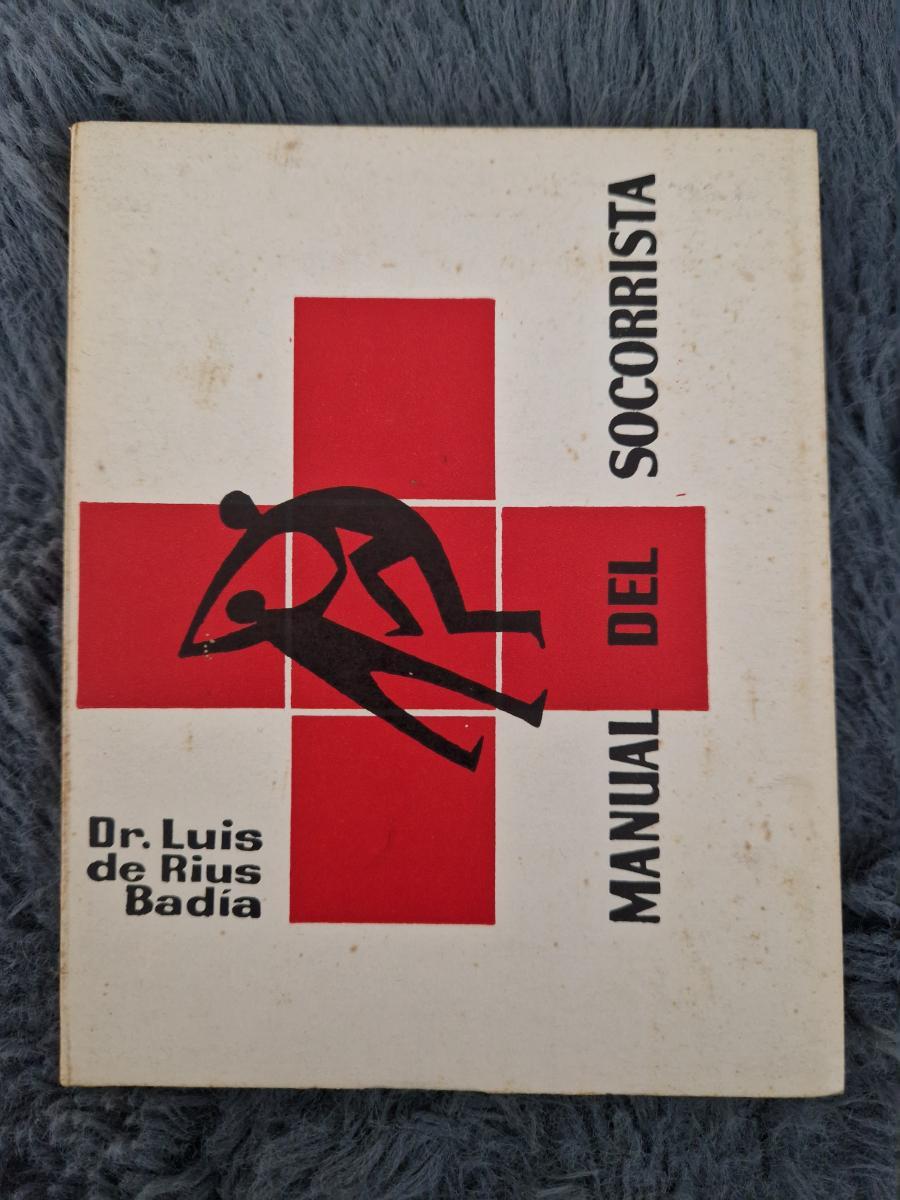 Dr. Luis
de Rius
Badía
MANUAL DEL SOCORRISTA